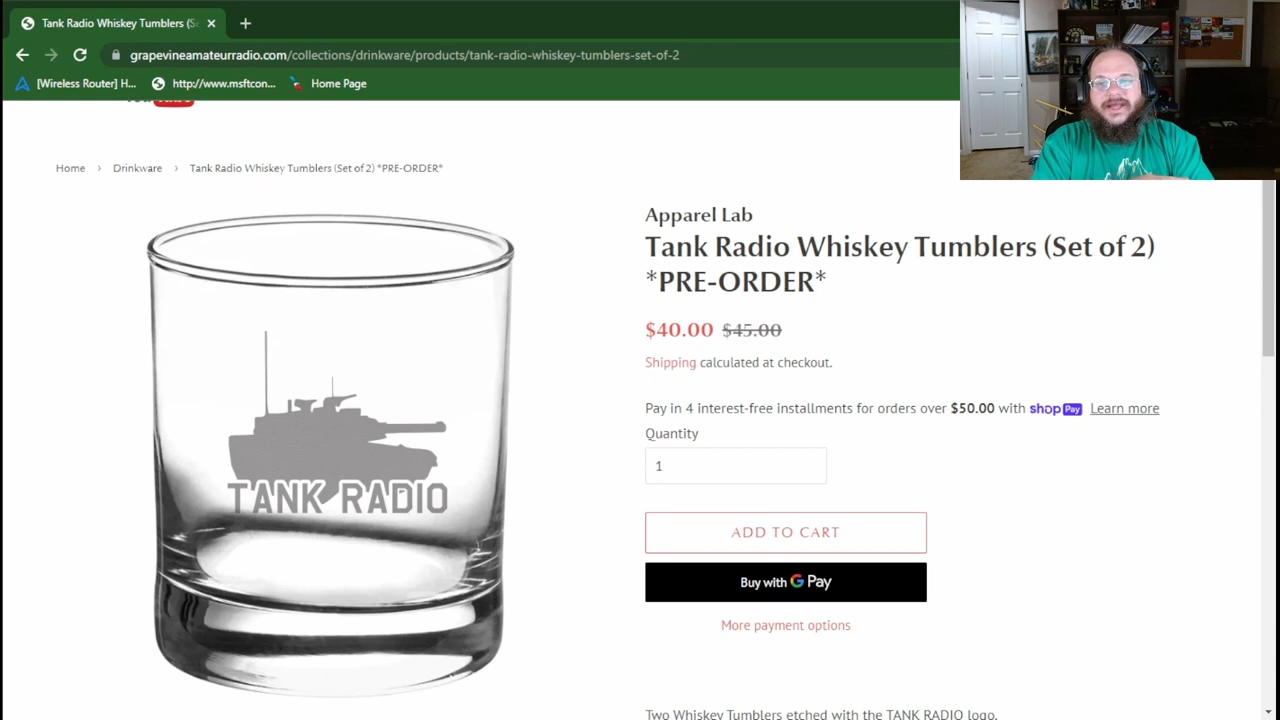 Tank Radio Whiskey Tumblers (S
grapevineamateurradio.com/collections/drinkware/products/tank-radio-whiskey-tumblers-set-of-2
[Wireless Router] H...
http://www.msftcon...
Home Page
Home › Drinkware › Tank Radio Whiskey Tumblers (Set of 2) *PRE-ORDER*
TANK RADIO
Apparel Lab
Tank Radio Whiskey Tumblers (Set of 2)
*PRE-ORDER*
$40.00 $45.00
Shipping calculated at checkout.
Pay in 4 interest-free installments for orders over $50.00 with shop Pay Learn more
Quantity
1
ADD TO CART
Buy with G Pay
More payment options
Two Whiskey Tumblers etched with the TANK RADIO logo.